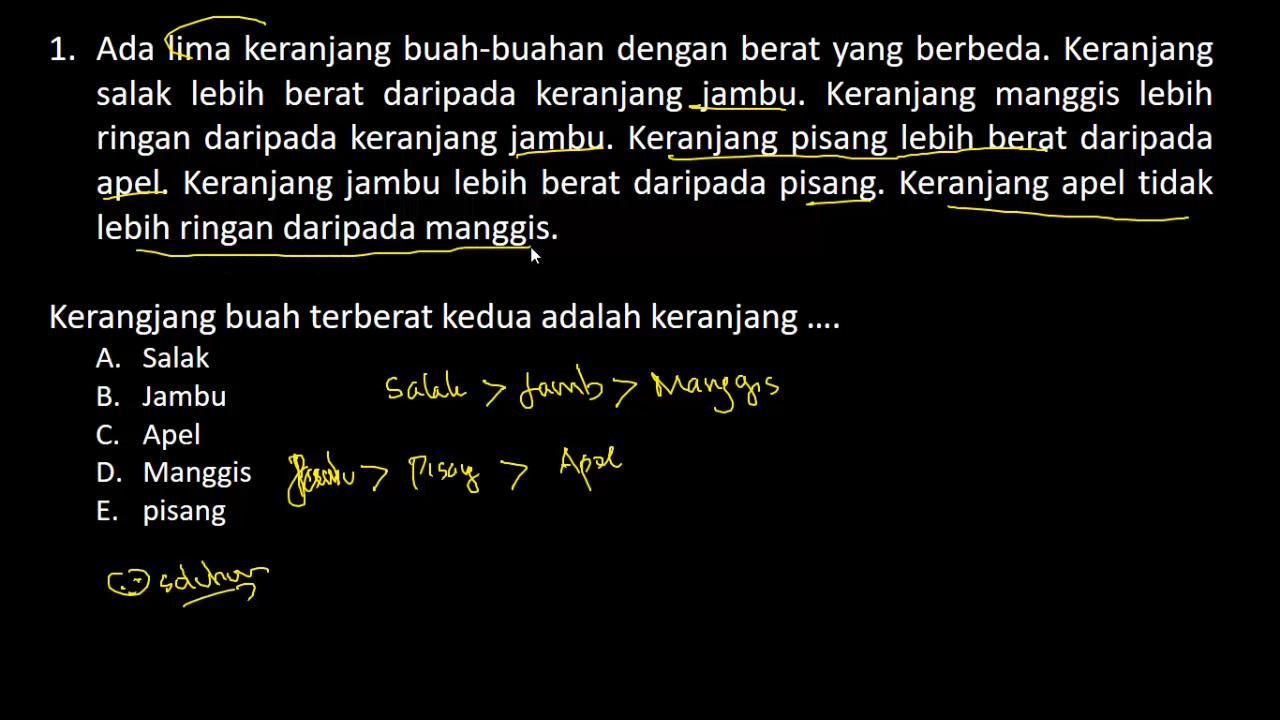 1. Ada lima keranjang buah-buahan dengan berat yang berbeda. Keranjang
salak lebih berat daripada keranjang jambu. Keranjang manggis lebih
ringan daripada keranjang jambu. Keranjang pisang lebih berat daripada
apel. Keranjang jambu lebih berat daripada pisang. Keranjang apel tidak
lebih ringan daripada manggis.
Kerangjang buah terberat kedua adalah keranjang ....
A. Salak
B. Jambu
C. Apel
D. Manggis
E. pisang
Salak > Jamb > Manggis
> Pisag > Apel